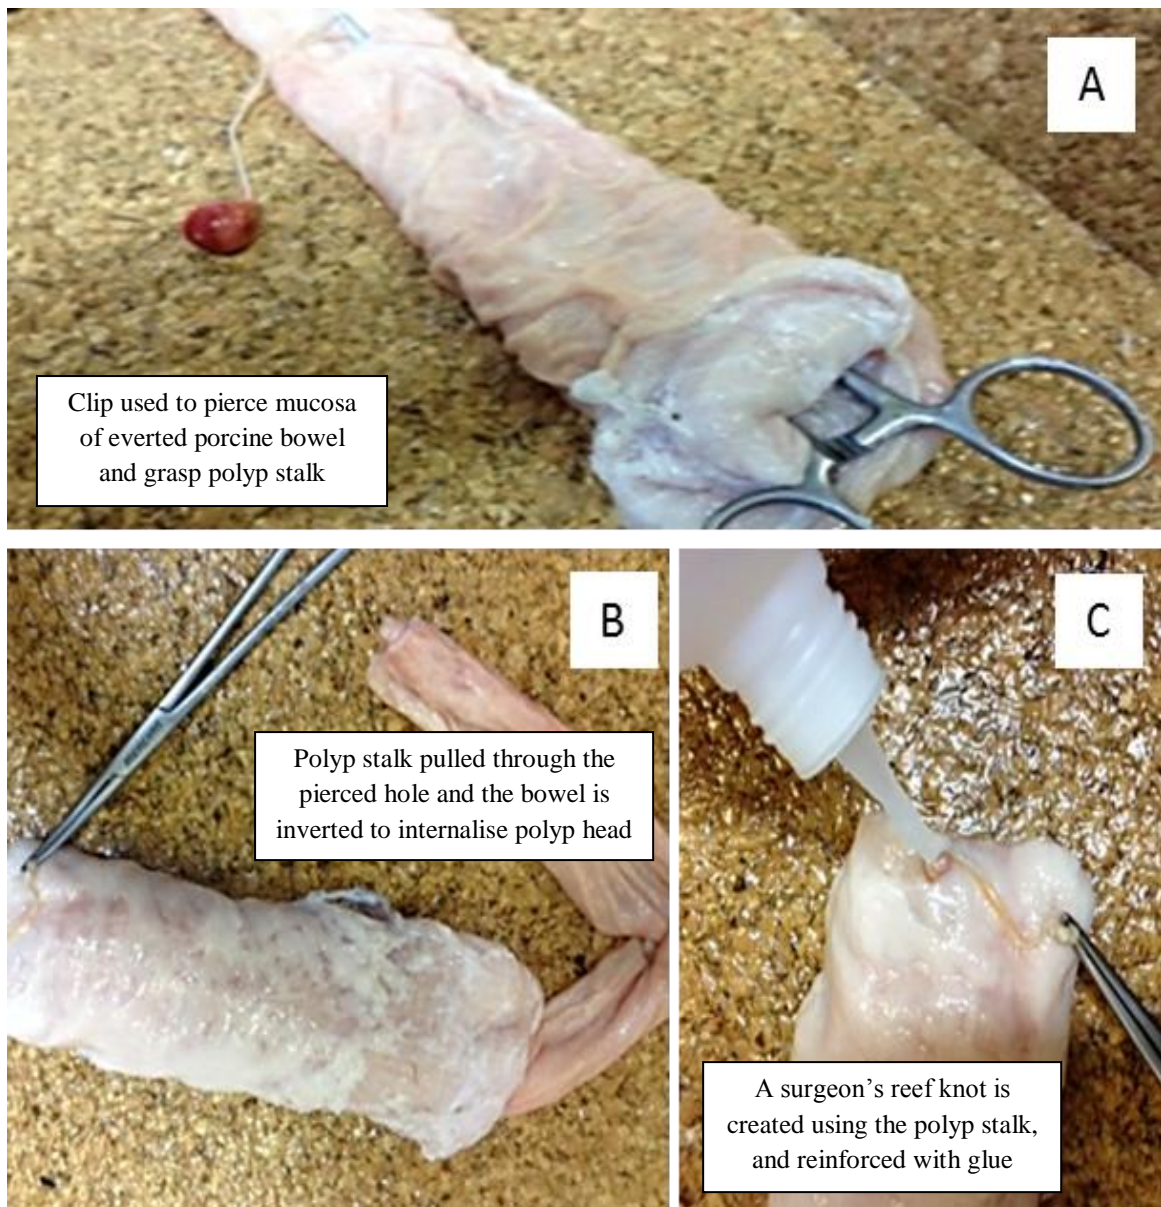 A
Clip used to pierce mucosa
of everted porcine bowel
and grasp polyp stalk
B
Polyp stalk pulled through the
pierced hole and the bowel is
inverted to internalise polyp head
C
A surgeon’s reef knot is
created using the polyp stalk,
and reinforced with glue